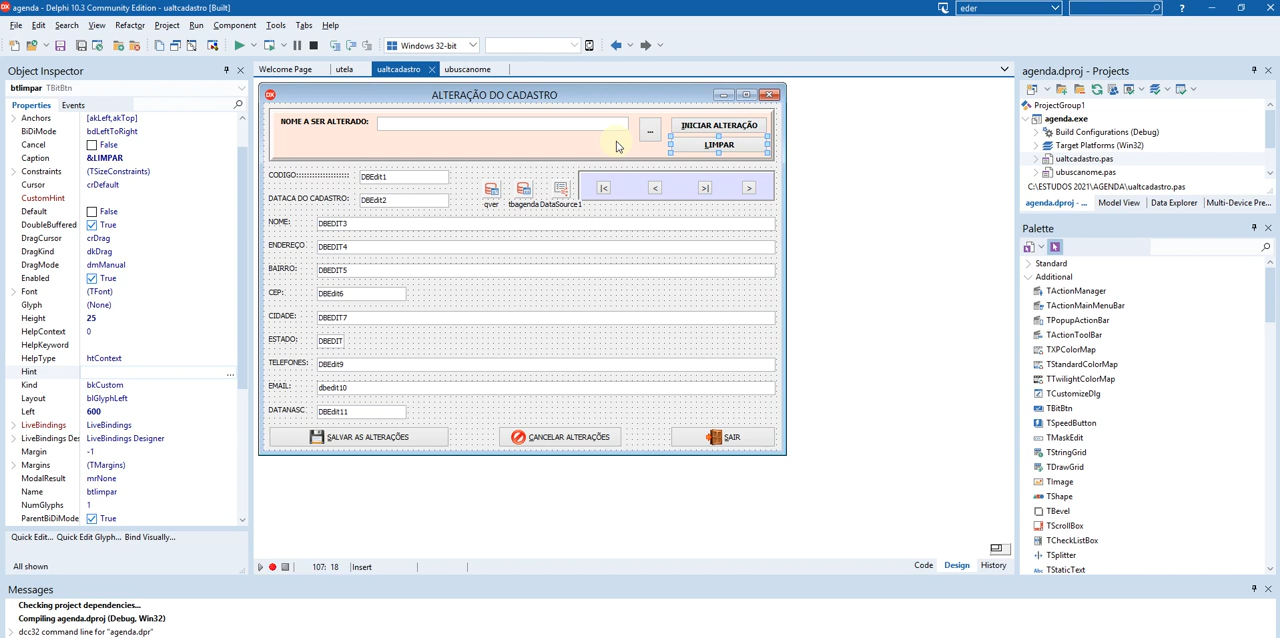 agenda - Delphi 10.3 Community Edition - ualtcadastro [Built]
eder
?
File Edit Search View Refactor Project Run Component Tools Tabs Help
Windows 32-bit
Object Inspector
btlimpar TBitBtn
Properties Events
Anchors [akLeft,akTop]
BiDiMode bdLeftToRight
Cancel False
Caption &LIMPAR
Constraints (TSizeConstraints)
Cursor crDefault
CustomHint
Default False
DoubleBuffered True
DragCursor crDrag
DragKind dkDrag
DragMode dmManual
Enabled True
Font (TFont)
Glyph (None)
Height 25
HelpContext 0
HelpKeyword
HelpType htContext
Hint ...
Kind bkCustom
Layout blGlyphLeft
Left 600
LiveBindings LiveBindings
LiveBindings Des LiveBindings Designer
Margin -1
Margins (TMargins)
ModalResult mrNone
Name btlimpar
NumGlyphs 1
ParentBiDiMode True
Quick Edit... Quick Edit Glyph... Bind Visually...
All shown
Welcome Page utela ualtcadastro ubuscanome
ALTERAÇÃO DO CADASTRO
NOME A SER ALTERADO: ... INICIAR ALTERAÇÃO
LIMPAR
CODIGO:::::::::::::::::::: DBEdit1
DATACA DO CADASTRO: DBEdit2
qver tbagenda DataSource1
|< < >| >
NOME: DBEDIT3
ENDEREÇO DBEDIT4
BAIRRO: DBEDIT5
CEP: DBEdit6
CIDADE: DBEDIT7
ESTADO: DBEDIT
TELEFONES: DBEdit9
EMAIL: dbedit10
DATANASC DBEdit11
SALVAR AS ALTERAÇÕES CANCELAR ALTERAÇÕES SAIR
107: 18 Insert
Code Design History
agenda.dproj - Projects
ProjectGroup1
agenda.exe
Build Configurations (Debug)
Target Platforms (Win32)
ualtcadastro.pas
ubuscanome.pas
C:\ESTUDOS 2021\AGENDA\ualtcadastro.pas
agenda.dproj - ... Model View Data Explorer Multi-Device Pre...
Palette
Standard
Additional
TActionManager
TActionMainMenuBar
TPopupActionBar
TActionToolBar
TXPColorMap
TStandardColorMap
TTwilightColorMap
TCustomizeDlg
TBitBtn
TSpeedButton
TMaskEdit
TStringGrid
TDrawGrid
TImage
TShape
TBevel
TScrollBox
TCheckListBox
TSplitter
TStaticText
Messages
Checking project dependencies...
Compiling agenda.dproj (Debug, Win32)
dcc32 command line for "agenda.dpr"